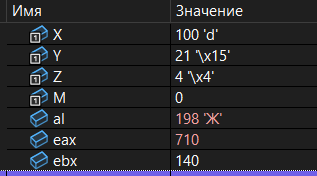 Имя Значение
X 100 'd'
Y 21 '\x15'
Z 4 '\x4'
M 0
al 198 'Ж'
eax 710
ebx 140